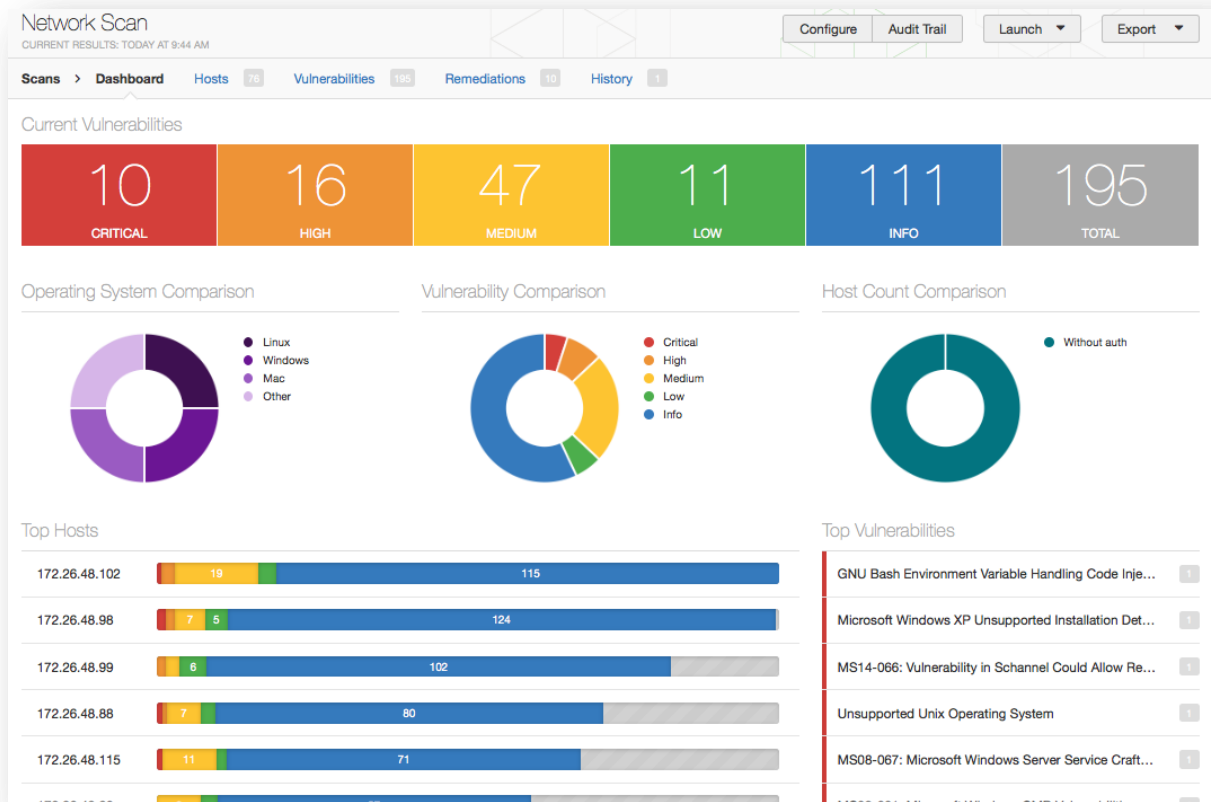 Network Scan
CURRENT RESULTS: TODAY AT 9:44 AM
Configure Audit Trail Launch Export
Scans > Dashboard Hosts 76 Vulnerabilities 195 Remediations 10 History 1
Current Vulnerabilities
10 16 47 11 111 195
CRITICAL HIGH MEDIUM LOW INFO TOTAL
Operating System Comparison
Linux
Windows
Mac
Other
Vulnerability Comparison
Critical
High
Medium
Low
Info
Host Count Comparison
Without auth
Top Hosts
172.26.48.102 19 115
172.26.48.98 7 5 124
172.26.48.99 6 102
172.26.48.88 7 80
172.26.48.115 11 71
Top Vulnerabilities
GNU Bash Environment Variable Handling Code Inje... 1
Microsoft Windows XP Unsupported Installation Det... 1
MS14-066: Vulnerability in Schannel Could Allow Re... 1
Unsupported Unix Operating System 1
MS08-067: Microsoft Windows Server Service Craft... 1